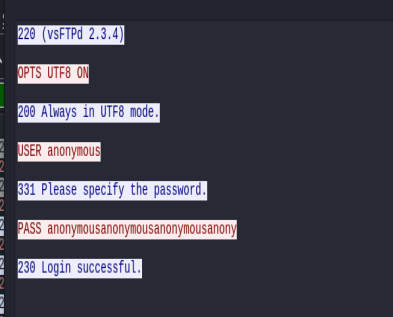 220 (vsFTPd 2.3.4)
OPTS UTF8 ON
200 Always in UTF8 mode.
USER anonymous
331 Please specify the password.
PASS anonymousanonymousanonymousanony
230 Login successful.